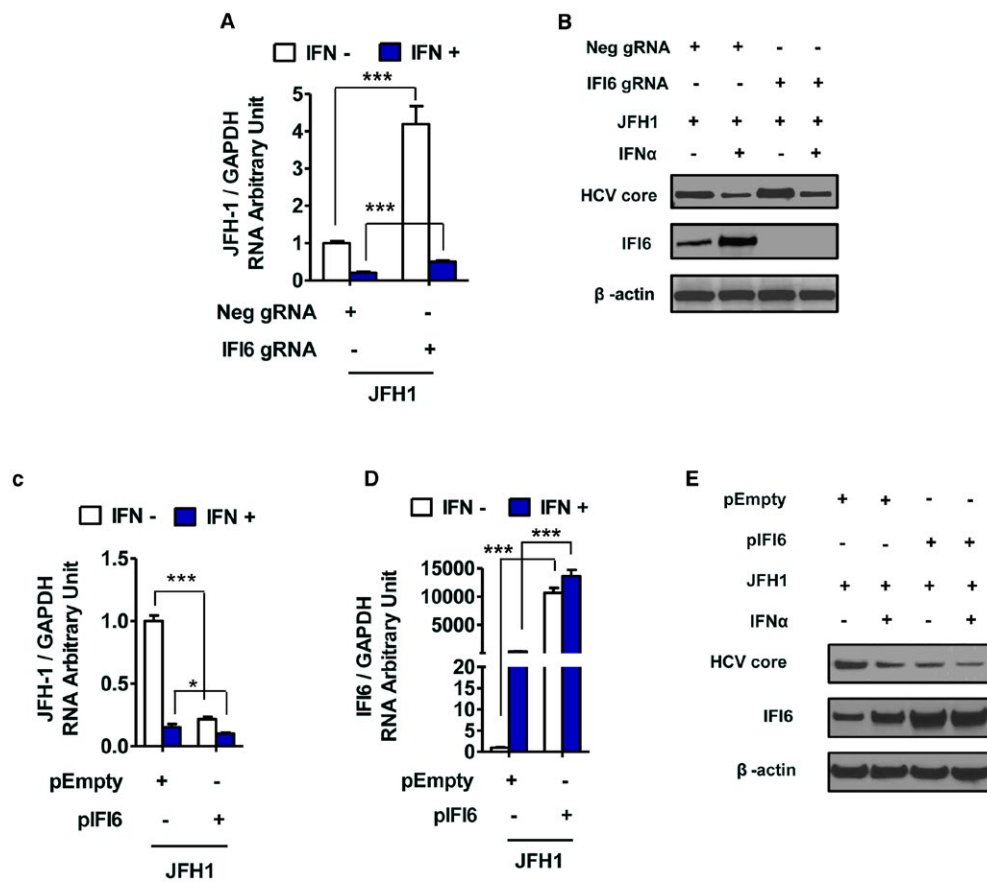 A
IFN - IFN +
***
***
JFH-1 / GAPDH
RNA Arbitrary Unit
5
4
3
2
1
0
Neg gRNA + -
IFI6 gRNA - +
JFH1
B
Neg gRNA + + - -
IFI6 gRNA - - + +
JFH1 + + + +
IFNα - + - +
HCV core
IFI6
β -actin
C
IFN - IFN +
***
*
JFH-1 / GAPDH
RNA Arbitrary Unit
1.5
1.0
0.5
0.0
pEmpty + -
pIFI6 - +
JFH1
D
IFN - IFN +
***
***
IFI6 / GAPDH
RNA Arbitrary Unit
15000
10000
5000
20
15
10
5
0
pEmpty + -
pIFI6 - +
JFH1
E
pEmpty + + - -
pIFI6 - - + +
JFH1 + + + +
IFNα - + - +
HCV core
IFI6
β -actin